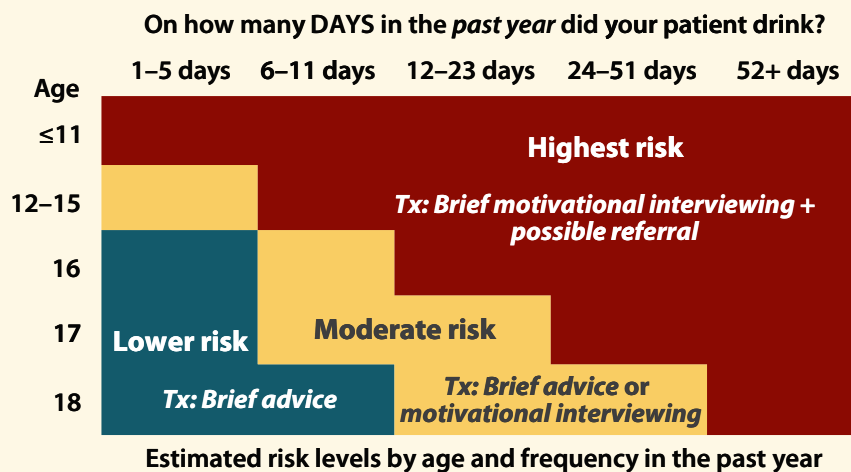 On how many DAYS in the past year did your patient drink?
1–5 days 6–11 days 12–23 days 24–51 days 52+ days
Age
≤11
Highest risk
12–15
Tx: Brief motivational interviewing +
possible referral
16
17
Lower risk
Moderate risk
18
Tx: Brief advice
Tx: Brief advice or
motivational interviewing
Estimated risk levels by age and frequency in the past year